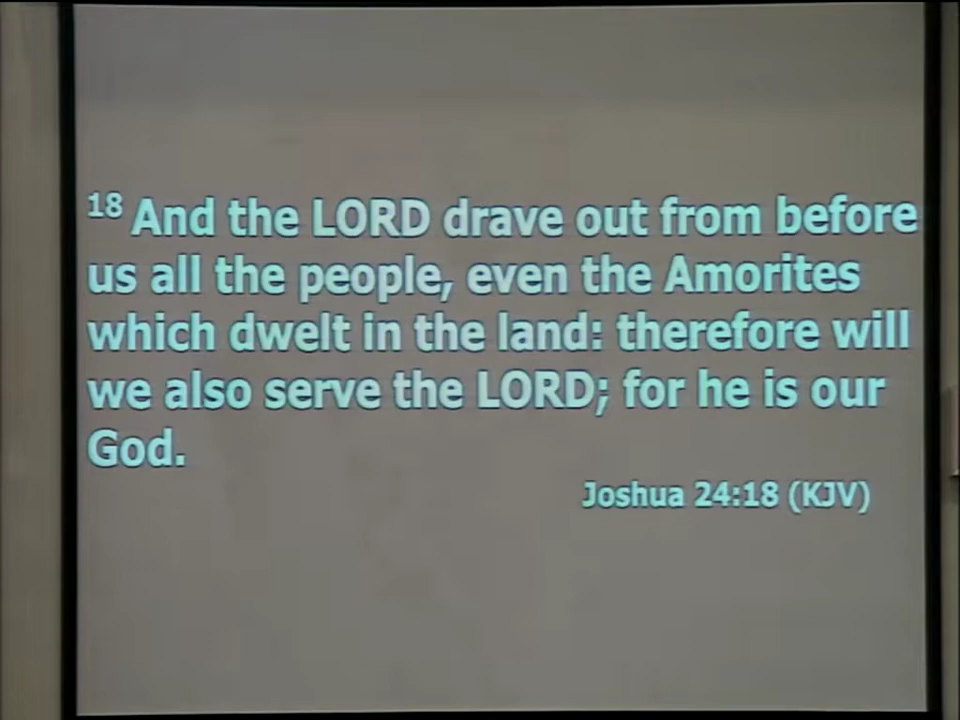 18 And the LORD drave out from before
us all the people, even the Amorites
which dwelt in the land: therefore will
we also serve the LORD; for he is our
God.
Joshua 24:18 (KJV)